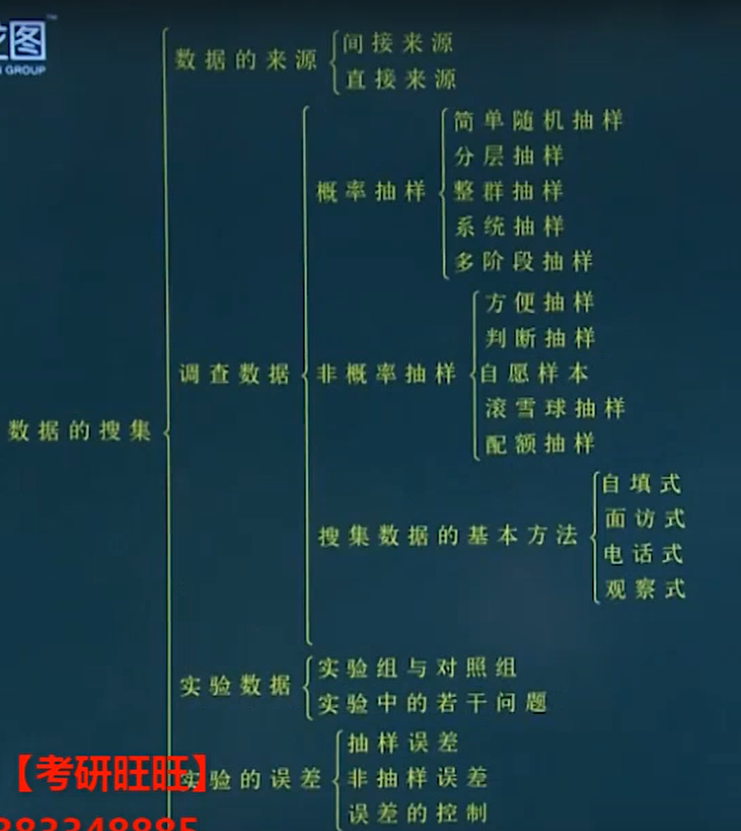 图
GROUP
数据的搜集
数据的来源
间接来源
直接来源
调查数据
概率抽样
简单随机抽样
分层抽样
整群抽样
系统抽样
多阶段抽样
非概率抽样
方便抽样
判断抽样
自愿样本
滚雪球抽样
配额抽样
搜集数据的基本方法
自填式
面访式
电话式
观察式
实验数据
实验组与对照组
实验中的若干问题
实验的误差
抽样误差
非抽样误差
误差的控制
【考研旺旺】